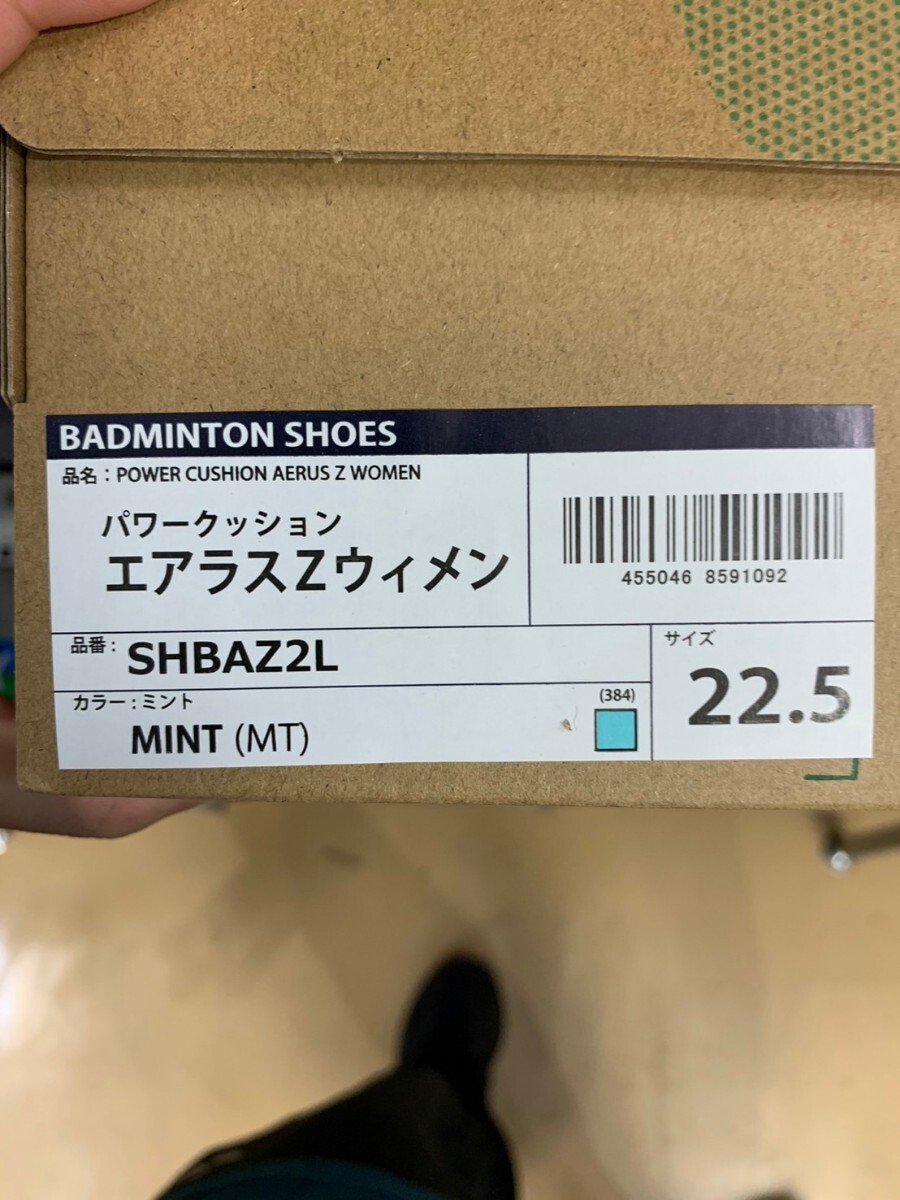 BADMINTON SHOES
品名：POWER CUSHION AERUS Z WOMEN
パワークッション
エアラスZウィメン
455046 8591092
品番：
SHBAZ2L
サイズ
22.5
カラー：ミント
MINT (MT)
(384)